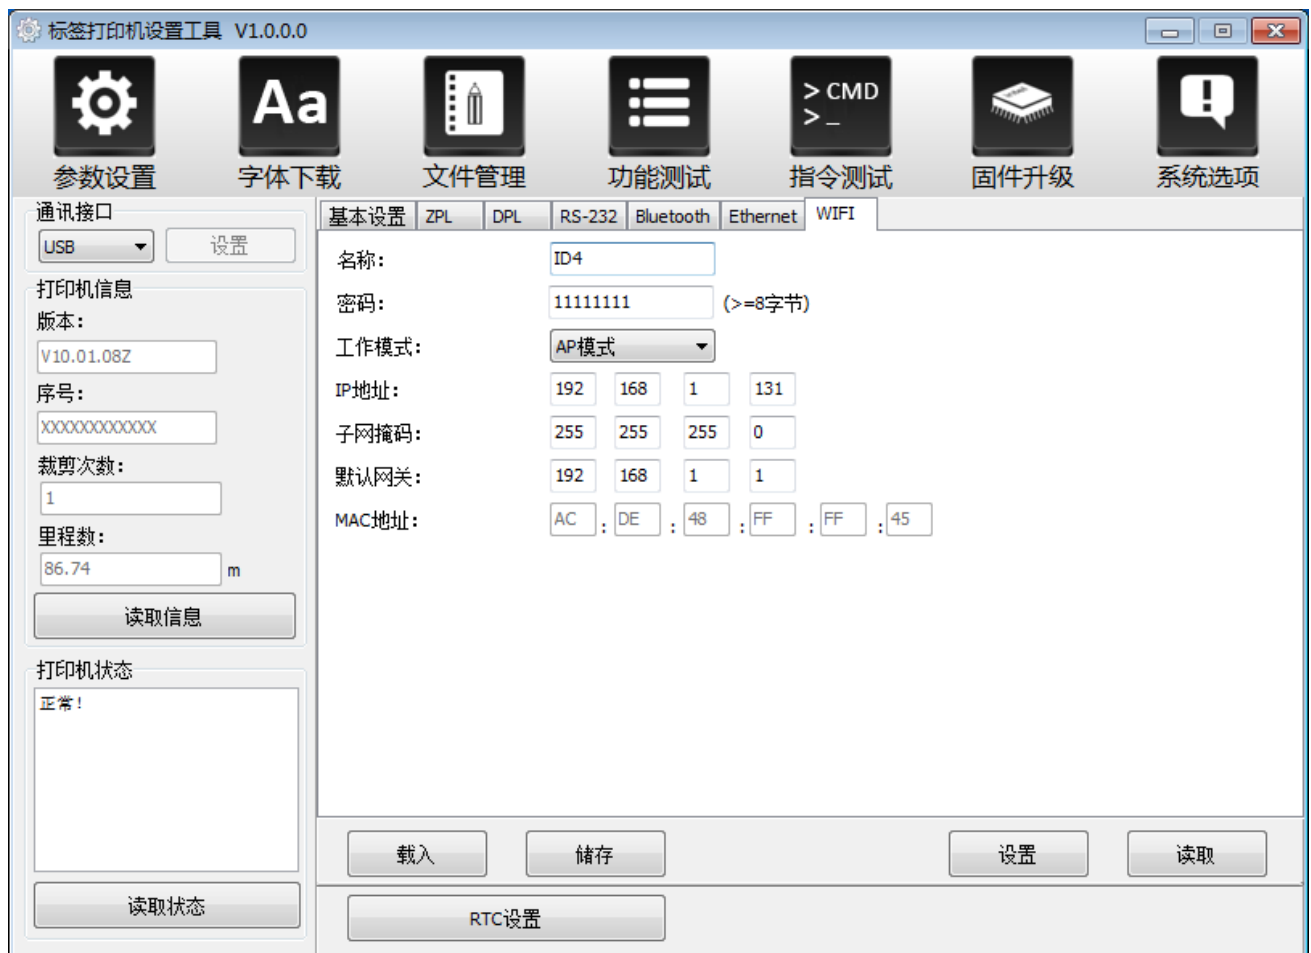 标签打印机设置工具 V1.0.0.0
Aa
> CMD
>_
参数设置 字体下载 文件管理 功能测试 指令测试 固件升级 系统选项
通讯接口
USB 设置
打印机信息
版本:
V10.01.08Z
序号:
XXXXXXXXXXXX
裁剪次数:
1
里程数:
86.74 m
读取信息
打印机状态
正常!
读取状态
基本设置 ZPL DPL RS-232 Bluetooth Ethernet WIFI
名称: ID4
密码: 11111111 (>=8字节)
工作模式: AP模式
IP地址: 192 168 1 131
子网掩码: 255 255 255 0
默认网关: 192 168 1 1
MAC地址: AC : DE : 48 : FF : FF : 45
载入 储存 设置 读取
RTC设置